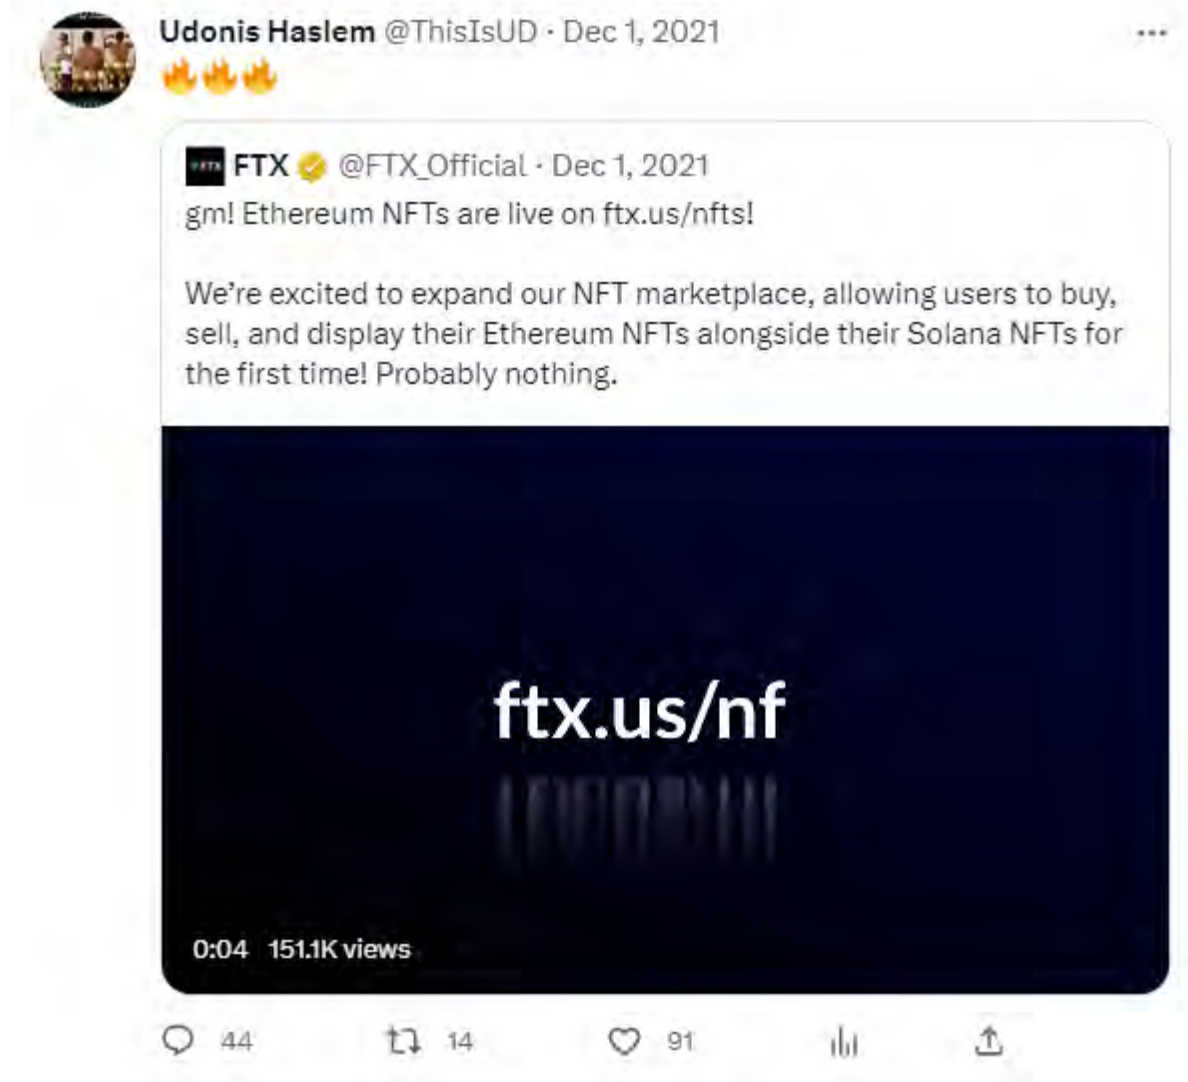 Udonis Haslem @ThisIsUD · Dec 1, 2021
🔥🔥🔥
FTX @FTX_Official · Dec 1, 2021
gm! Ethereum NFTs are live on ftx.us/nfts!
We're excited to expand our NFT marketplace, allowing users to buy,
sell, and display their Ethereum NFTs alongside their Solana NFTs for
the first time! Probably nothing.
ftx.us/nf
0:04 151.1K views
44 14 91